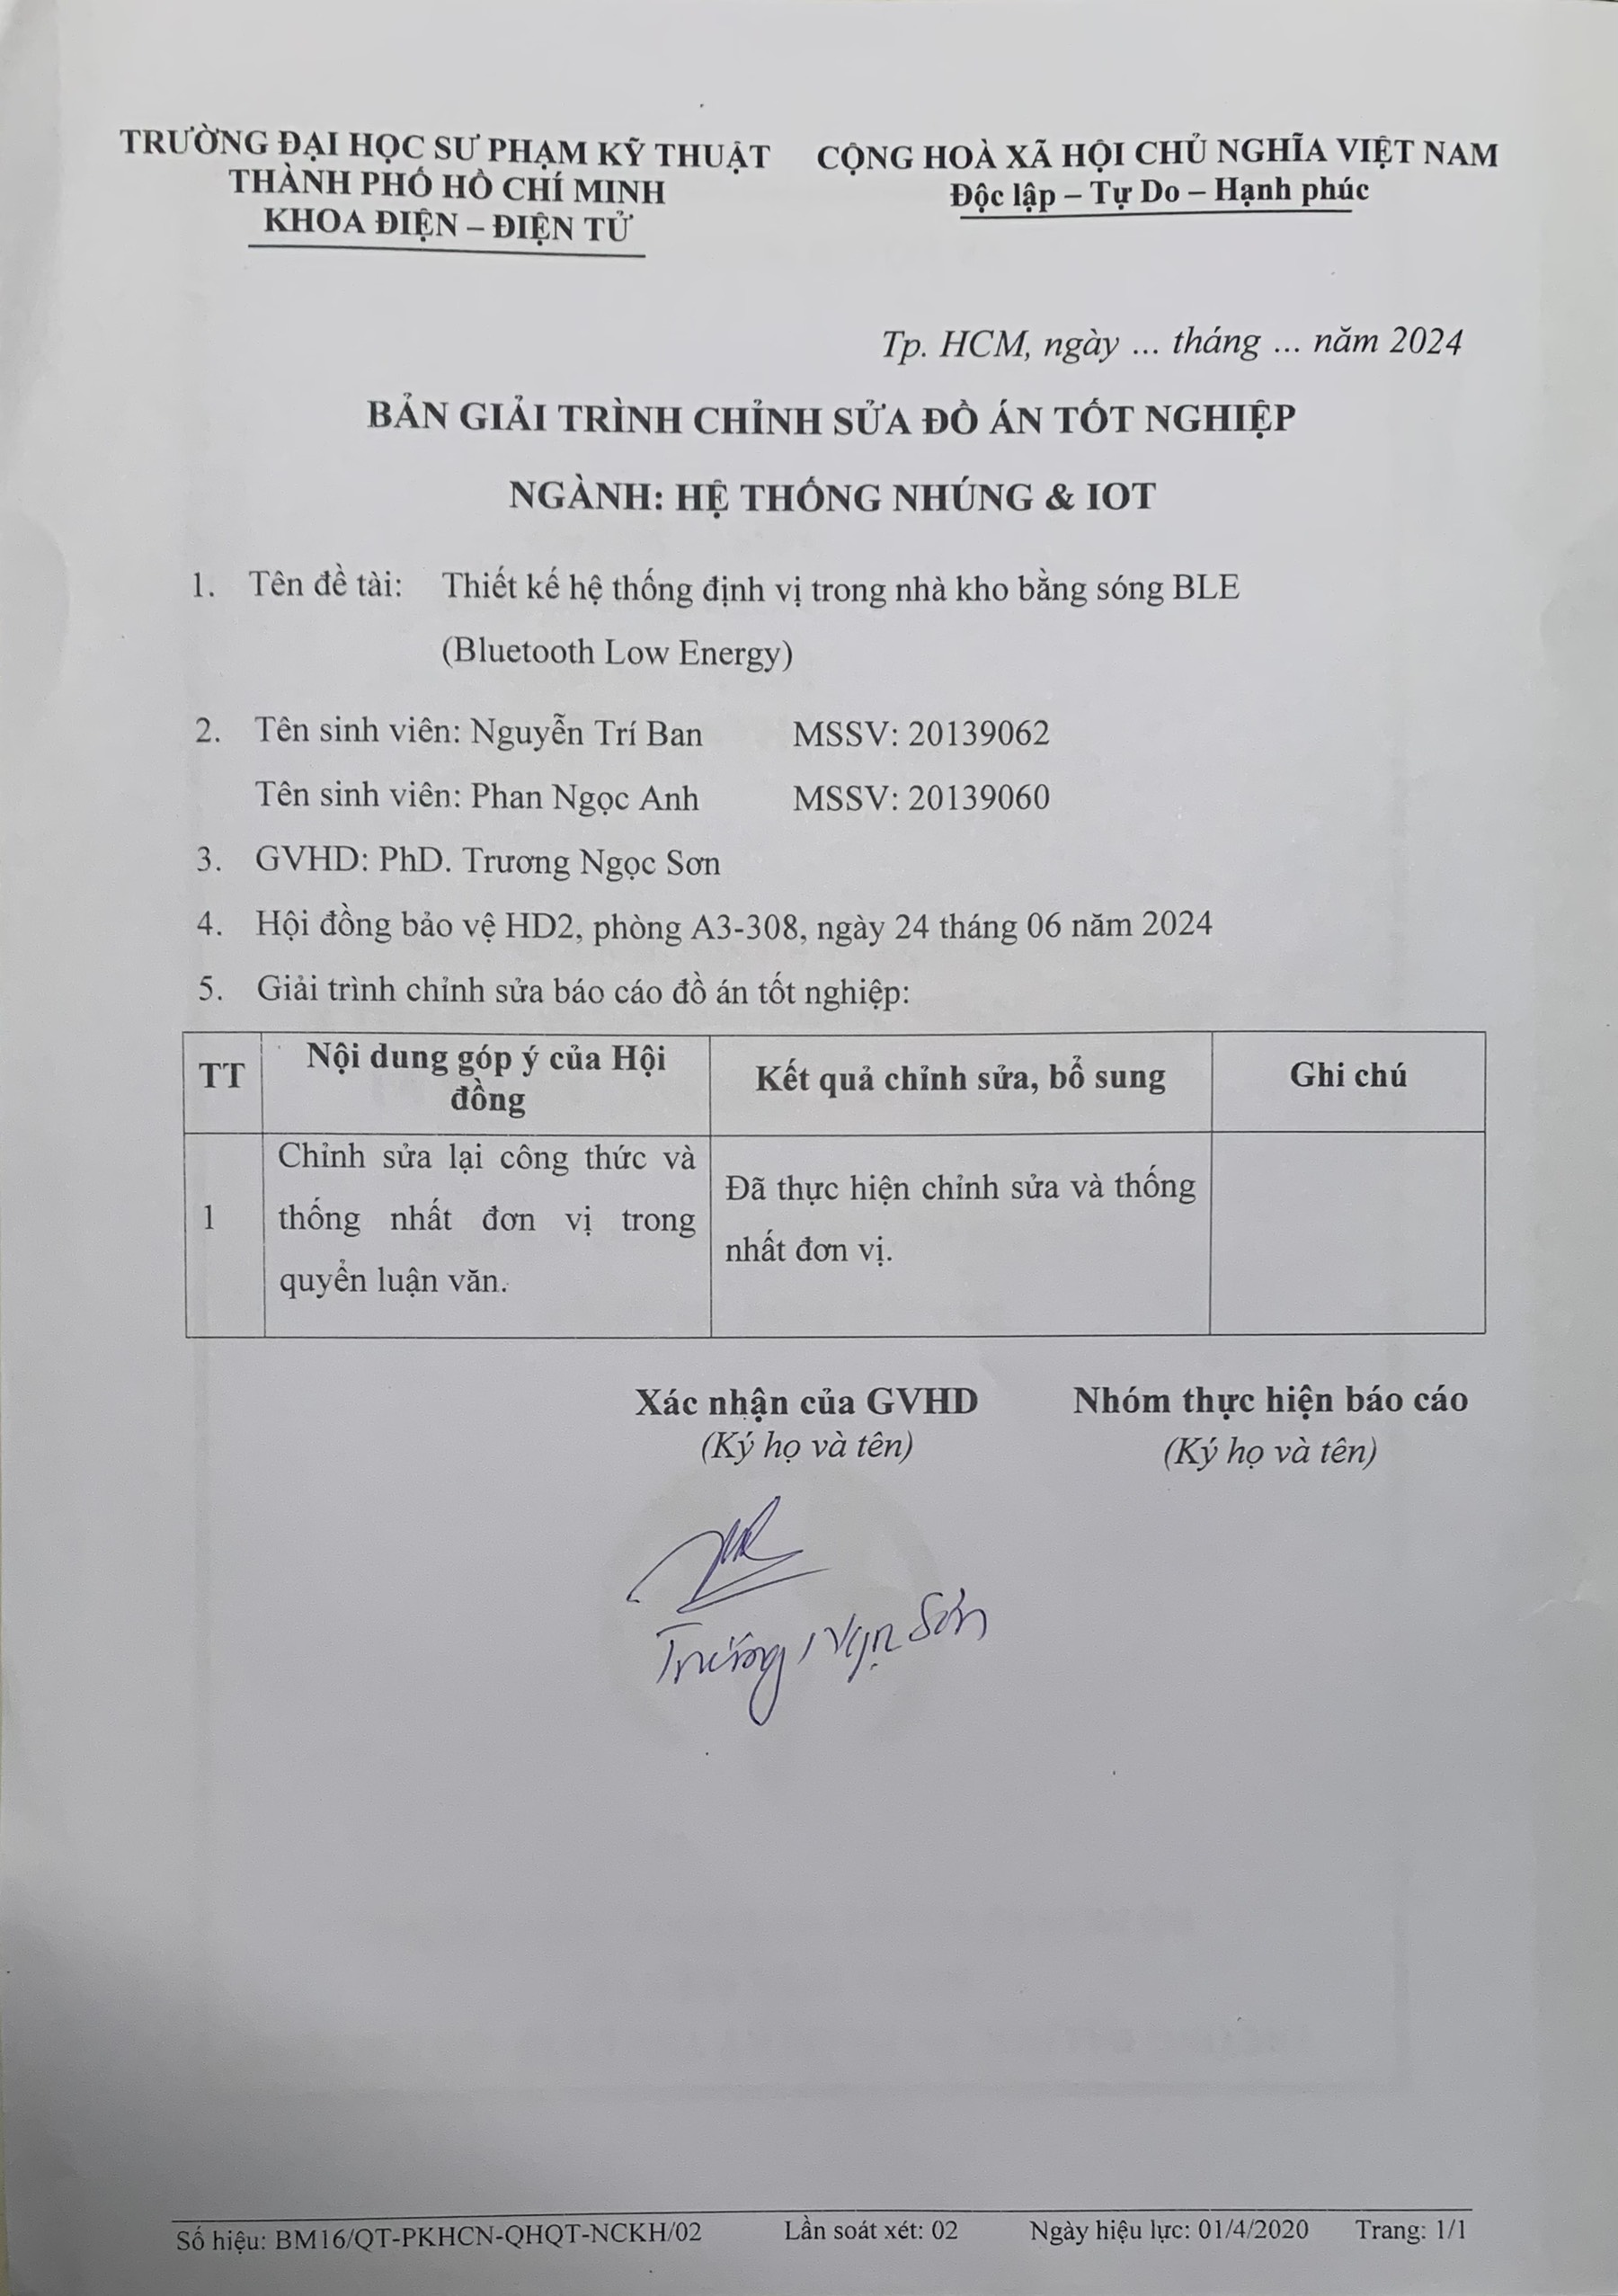 TRƯỜNG ĐẠI HỌC SƯ PHẠM KỸ THUẬT
THÀNH PHỐ HỒ CHÍ MINH
KHOA ĐIỆN – ĐIỆN TỬ
CỘNG HOÀ XÃ HỘI CHỦ NGHĨA VIỆT NAM
Độc lập – Tự Do – Hạnh phúc
Tp. HCM, ngày ... tháng ... năm 2024
BẢN GIẢI TRÌNH CHỈNH SỬA ĐỒ ÁN TỐT NGHIỆP
NGÀNH: HỆ THỐNG NHÚNG & IOT
1. Tên đề tài: Thiết kế hệ thống định vị trong nhà kho bằng sóng BLE
(Bluetooth Low Energy)
2. Tên sinh viên: Nguyễn Trí Ban MSSV: 20139062
Tên sinh viên: Phan Ngọc Anh MSSV: 20139060
3. GVHD: PhD. Trương Ngọc Sơn
4. Hội đồng bảo vệ HD2, phòng A3-308, ngày 24 tháng 06 năm 2024
5. Giải trình chỉnh sửa báo cáo đồ án tốt nghiệp:
TT
Nội dung góp ý của Hội
đồng
Kết quả chỉnh sửa, bổ sung
Ghi chú
1
Chỉnh sửa lại công thức và
thống nhất đơn vị trong
quyển luận văn.
Đã thực hiện chỉnh sửa và thống
nhất đơn vị.
Xác nhận của GVHD
(Ký họ và tên)
Nhóm thực hiện báo cáo
(Ký họ và tên)
Trương Ngọc Sơn
Số hiệu: BM16/QT-PKHCN-QHQT-NCKH/02 Lần soát xét: 02 Ngày hiệu lực: 01/4/2020 Trang: 1/1